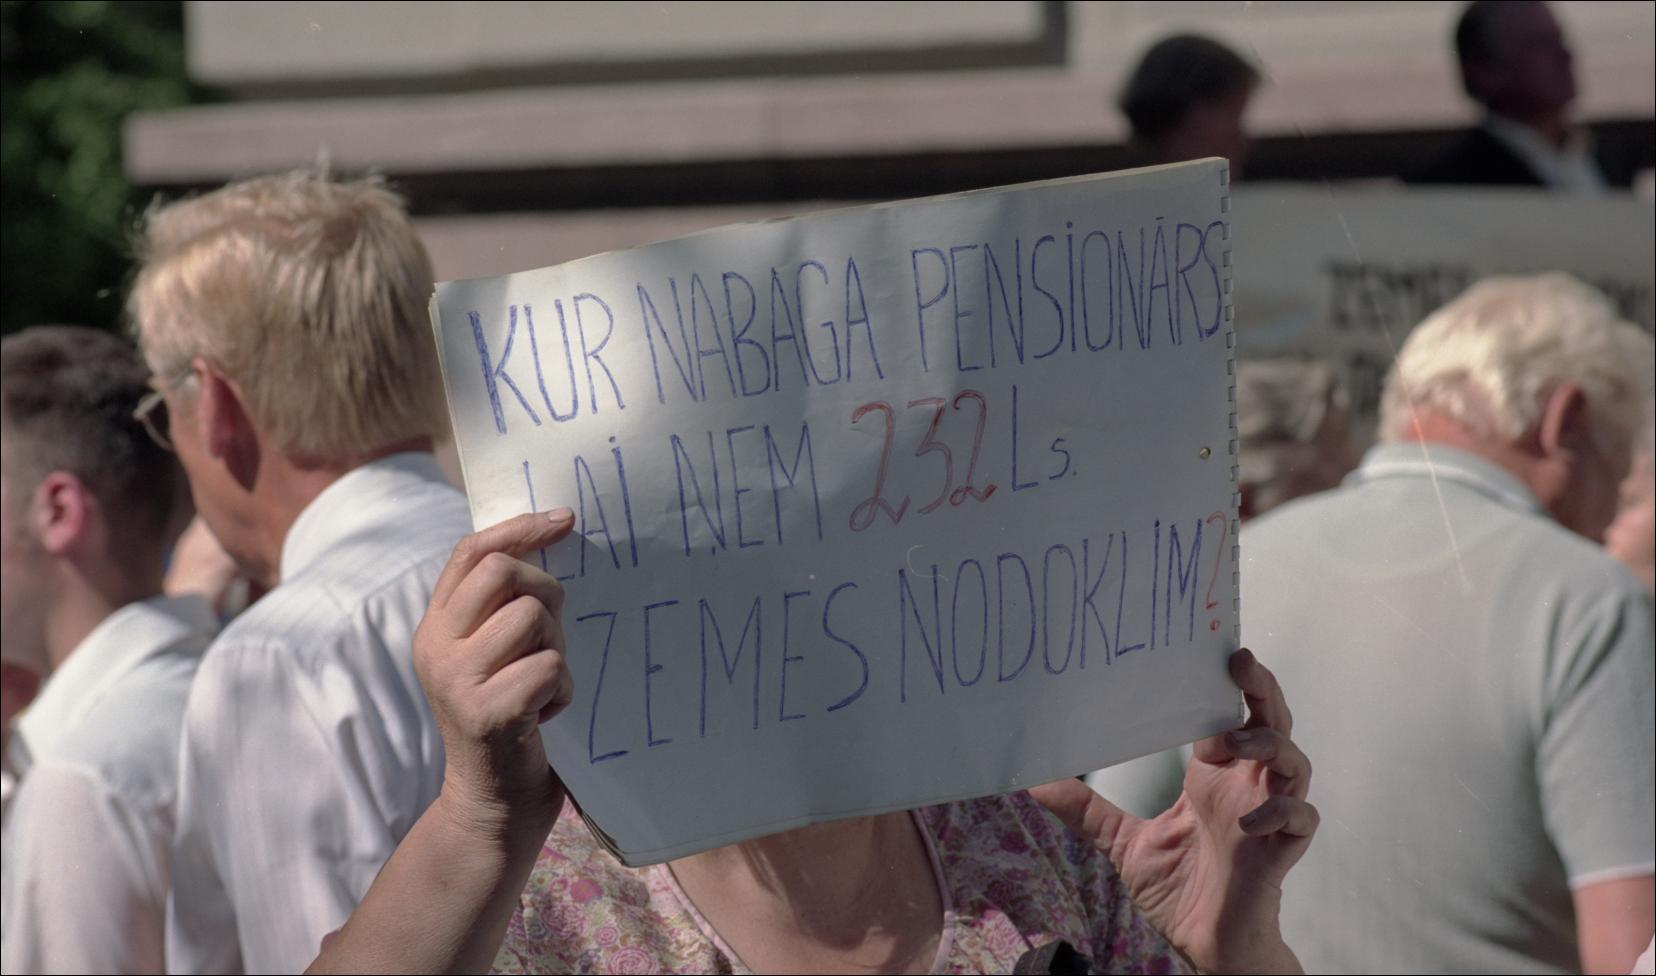 KUR NABAGA PENSIONĀRS
LAI ŅEM 232 Ls.
ZEMES NODOKLIM?